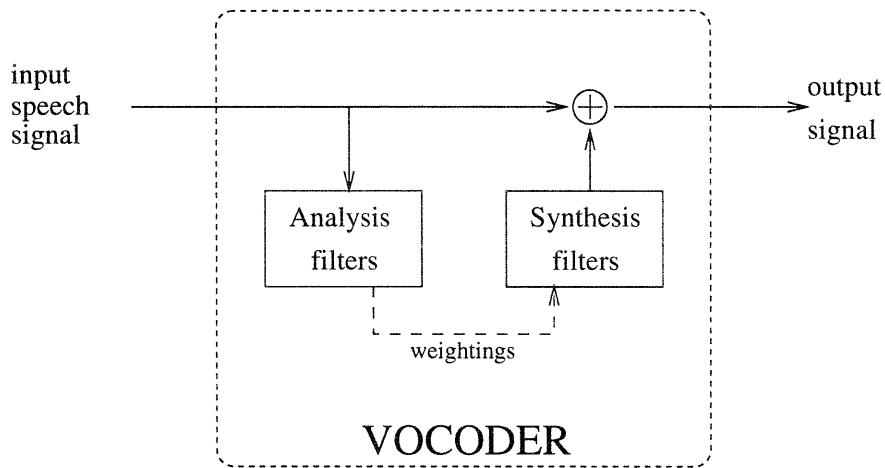 input
speech
signal
output
signal
Analysis
filters
Synthesis
filters
weightings
VOCODER